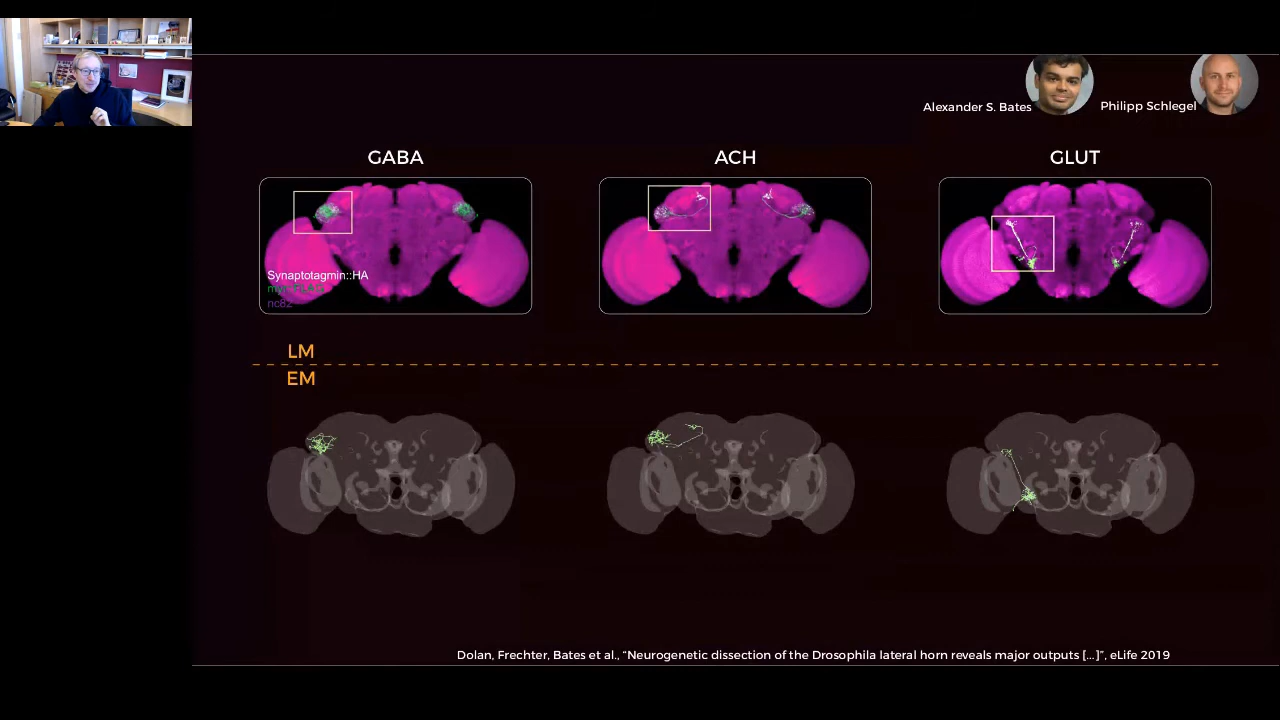 Alexander S. Bates
Philipp Schlegel
GABA
ACH
GLUT
Synaptotagmin::HA
nc82
LM
EM
Dolan, Frechter, Bates et al., “Neurogenetic dissection of the Drosophila lateral horn reveals major outputs [...]”, eLife 2019